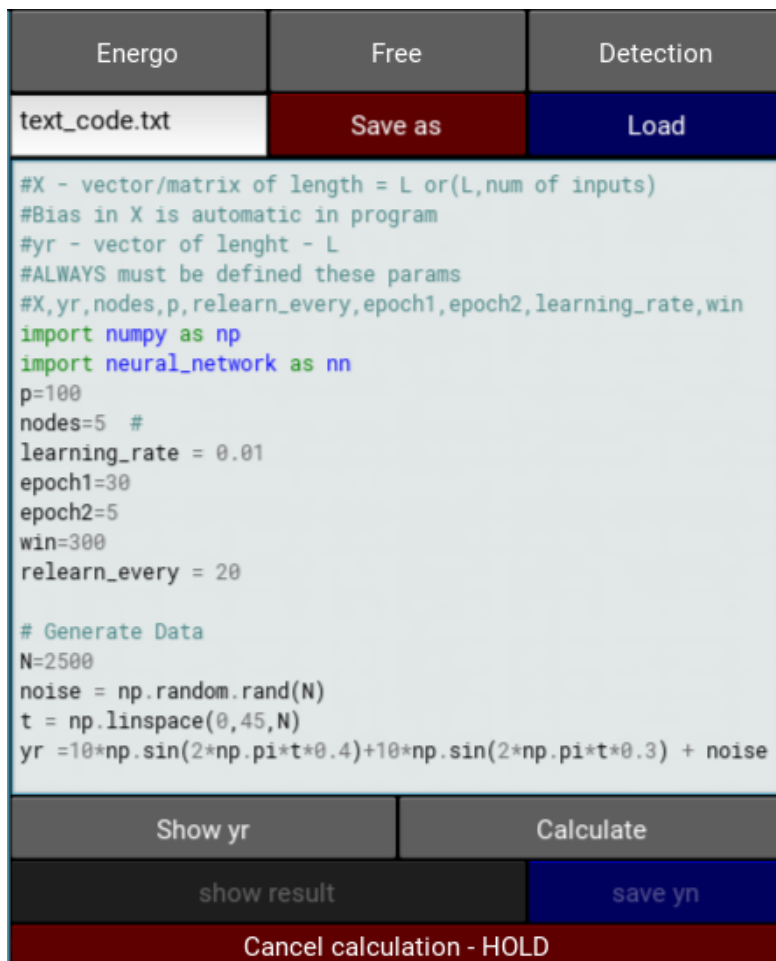 Energo Free Detection
text_code.txt Save as Load
#X - vector/matrix of length = L or(L,num of inputs)
#Bias in X is automatic in program
#yr - vector of lenght - L
#ALWAYS must be defined these params
#X,yr,nodes,p,relearn_every,epoch1,epoch2,learning_rate,win
import numpy as np
import neural_network as nn
p=100
nodes=5  #
learning_rate = 0.01
epoch1=30
epoch2=5
win=300
relearn_every = 20
# Generate Data
N=2500
noise = np.random.rand(N)
t = np.linspace(0,45,N)
yr =10*np.sin(2*np.pi*t*0.4)+10*np.sin(2*np.pi*t*0.3) + noise
Show yr Calculate
show result save yn
Cancel calculation - HOLD